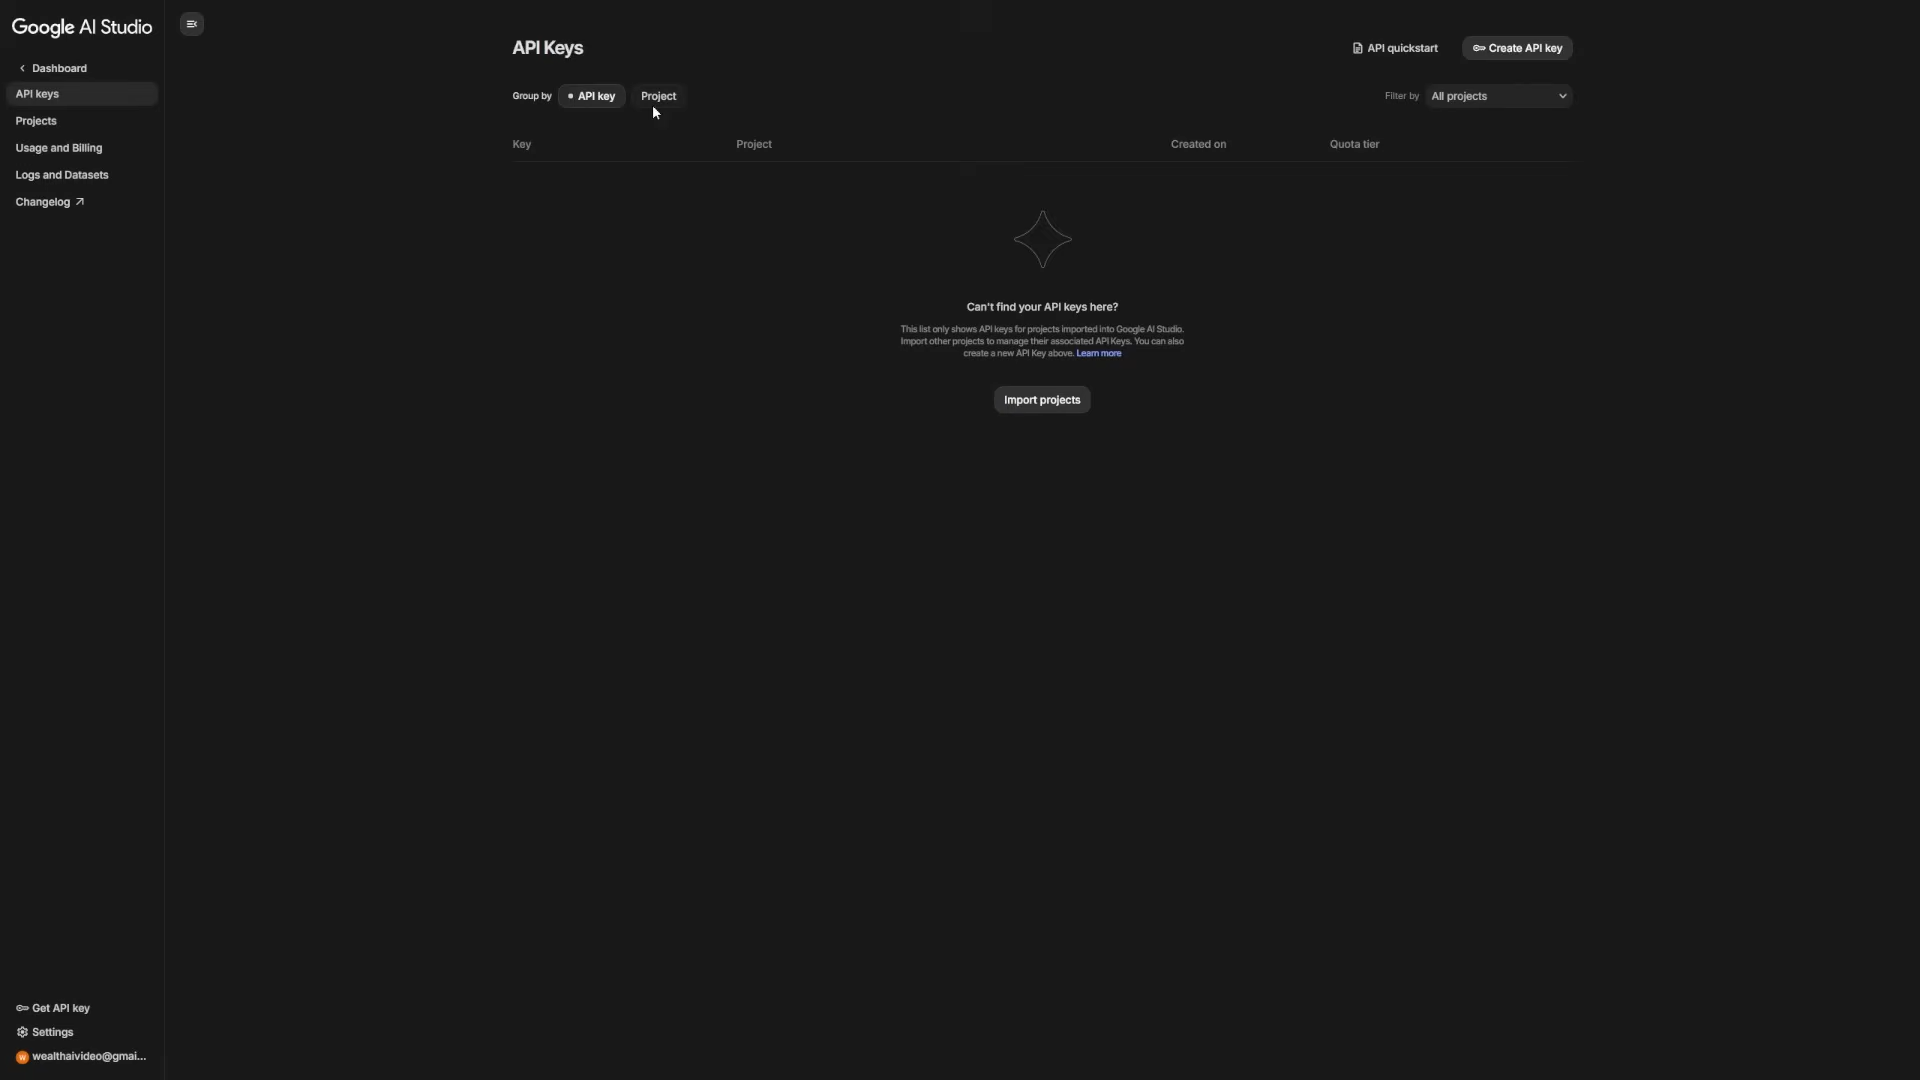 Google AI Studio
Dashboard
API keys
Projects
Usage and Billing
Logs and Datasets
Changelog
Get API key
Settings
wealthaivideo@gmai...
API Keys
API quickstart
Create API key
Group by
API key
Project
Filter by
All projects
Key
Project
Created on
Quota tier
Can't find your API keys here?
This list only shows API keys for projects imported into Google AI Studio.
Import other projects to manage their associated API Keys. You can also
create a new API Key above. Learn more
Import projects